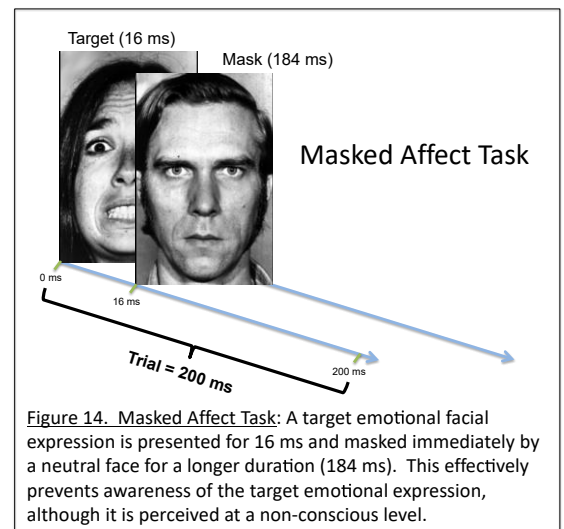 Target (16 ms)
Mask (184 ms)
Masked Affect Task
0 ms
16 ms
200 ms
Trial = 200 ms
Figure 14. Masked Affect Task: A target emotional facial
expression is presented for 16 ms and masked immediately by
a neutral face for a longer duration (184 ms). This effectively
prevents awareness of the target emotional expression,
although it is perceived at a non-conscious level.